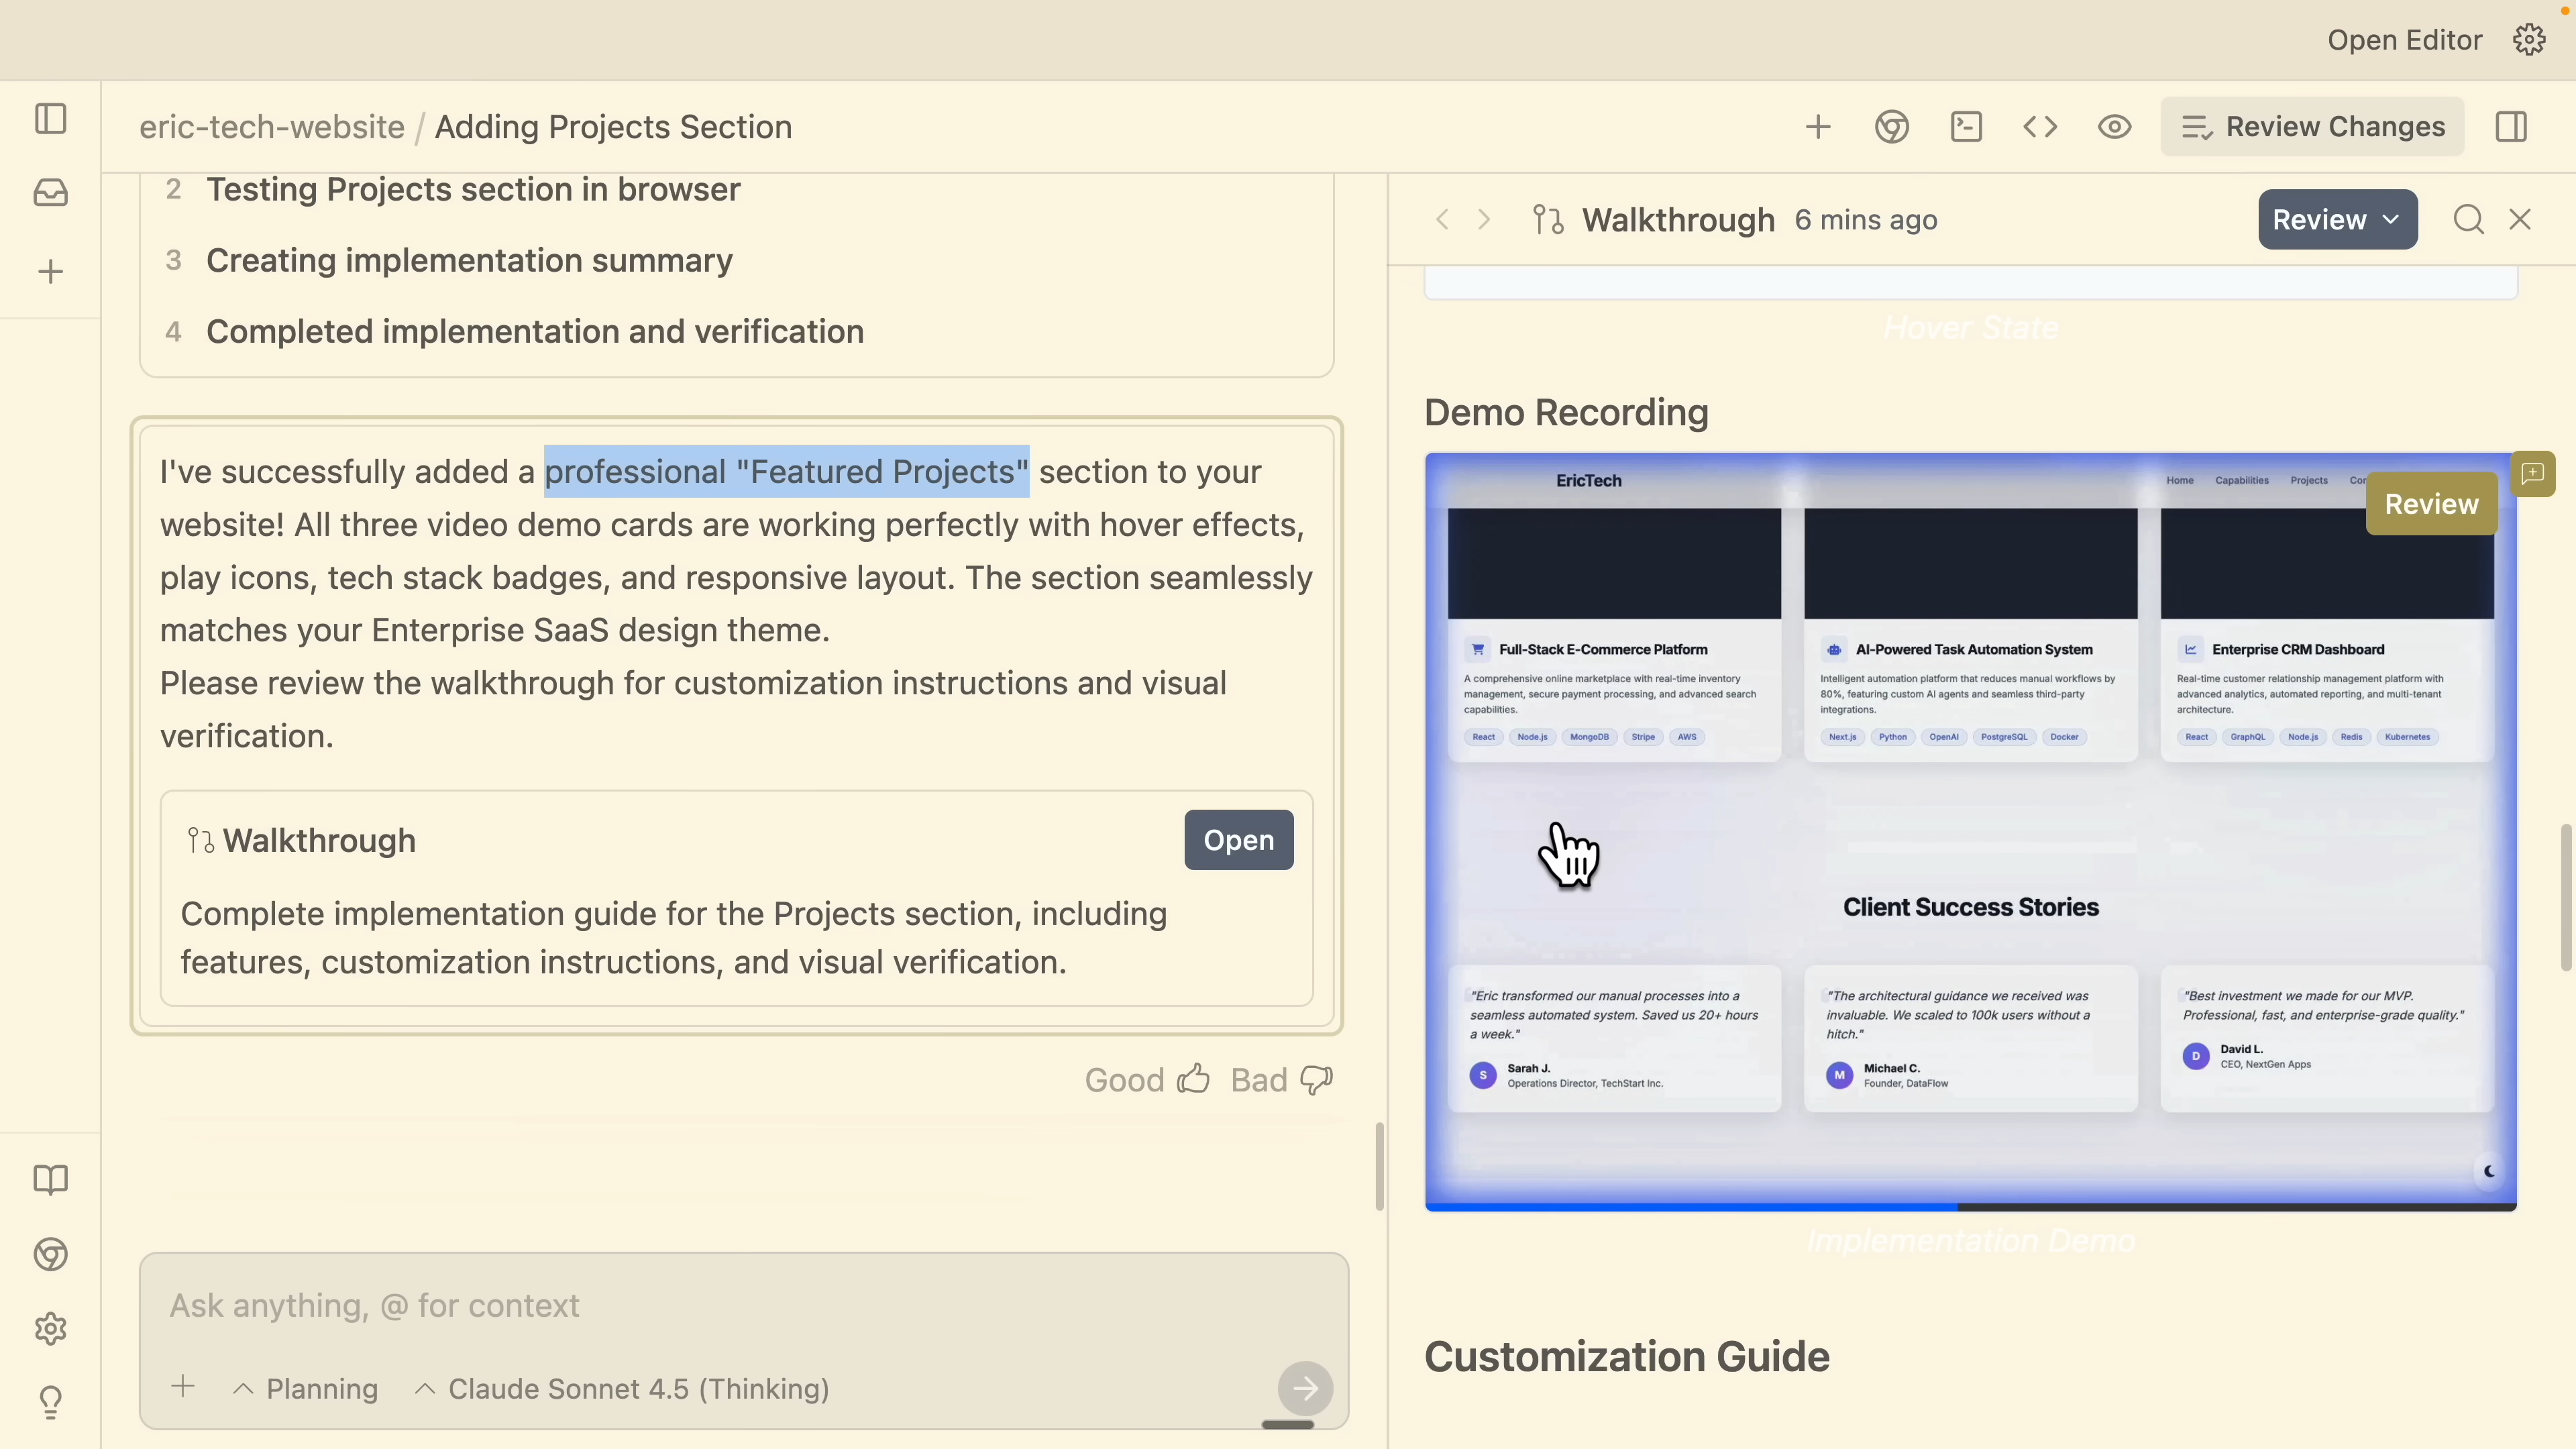 Open Editor
eric-tech-website / Adding Projects Section
Review Changes
2 Testing Projects section in browser
3 Creating implementation summary
4 Completed implementation and verification
I've successfully added a professional "Featured Projects" section to your
website! All three video demo cards are working perfectly with hover effects,
play icons, tech stack badges, and responsive layout. The section seamlessly
matches your Enterprise SaaS design theme.
Please review the walkthrough for customization instructions and visual
verification.
Walkthrough
Open
Complete implementation guide for the Projects section, including
features, customization instructions, and visual verification.
Good Bad
Ask anything, @ for context
Planning Claude Sonnet 4.5 (Thinking)
Walkthrough 6 mins ago
Review
Hover State
Demo Recording
EricTech
Home Capabilities Projects
Review
Full-Stack E-Commerce Platform
A comprehensive online marketplace with real-time inventory
management, secure payment processing, and advanced search
capabilities.
React Node.js MongoDB Stripe AWS
AI-Powered Task Automation System
Intelligent automation platform that reduces manual workflows by
80%, featuring custom AI agents and seamless third-party
integrations.
Next.js Python OpenAI PostgreSQL Docker
Enterprise CRM Dashboard
Real-time customer relationship management platform with
advanced analytics, automated reporting, and multi-tenant
architecture.
React GraphQL Node.js Redis Kubernetes
Client Success Stories
"Eric transformed our manual processes into a
seamless automated system. Saved us 20+ hours
a week."
S
Sarah J.
Operations Director, TechStart Inc.
"The architectural guidance we received was
invaluable. We scaled to 100k users without a
hitch."
M
Michael C.
Founder, DataFlow
"Best investment we made for our MVP.
Professional, fast, and enterprise-grade quality."
D
David L.
CEO, NextGen Apps
Implementation Demo
Customization Guide